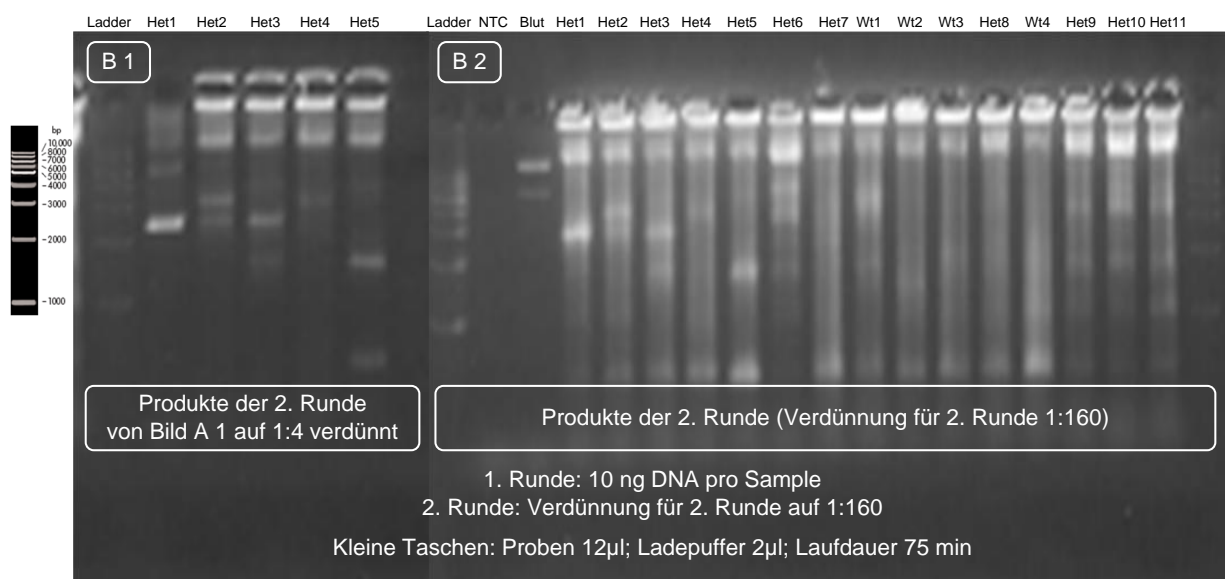 Ladder Het1 Het2 Het3 Het4 Het5
Ladder NTC Blut Het1 Het2 Het3 Het4 Het5 Het6 Het7 Wt1 Wt2 Wt3 Het8 Wt4 Het9 Het10 Het11
B 1
B 2
bp
10,000
-8000
-7000
-6000
-5000
-4000
-3000
-2000
-1000
Produkte der 2. Runde
von Bild A 1 auf 1:4 verdünnt
Produkte der 2. Runde (Verdünnung für 2. Runde 1:160)
1. Runde: 10 ng DNA pro Sample
2. Runde: Verdünnung für 2. Runde auf 1:160
Kleine Taschen: Proben 12µl; Ladepuffer 2µl; Laufdauer 75 min